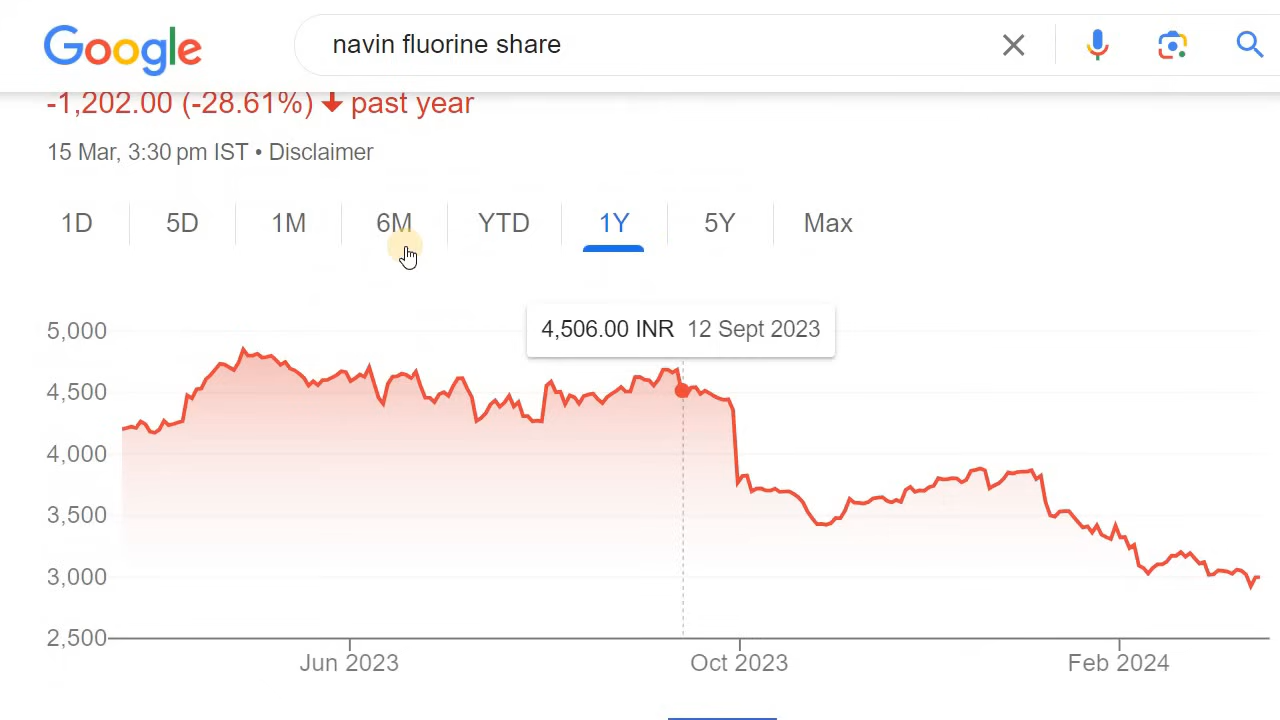 Google
navin fluorine share
-1,202.00 (-28.61%) ↓ past year
15 Mar, 3:30 pm IST • Disclaimer
1D 5D 1M 6M YTD 1Y 5Y Max
4,506.00 INR 12 Sept 2023
5,000
4,500
4,000
3,500
3,000
2,500
Jun 2023 Oct 2023 Feb 2024